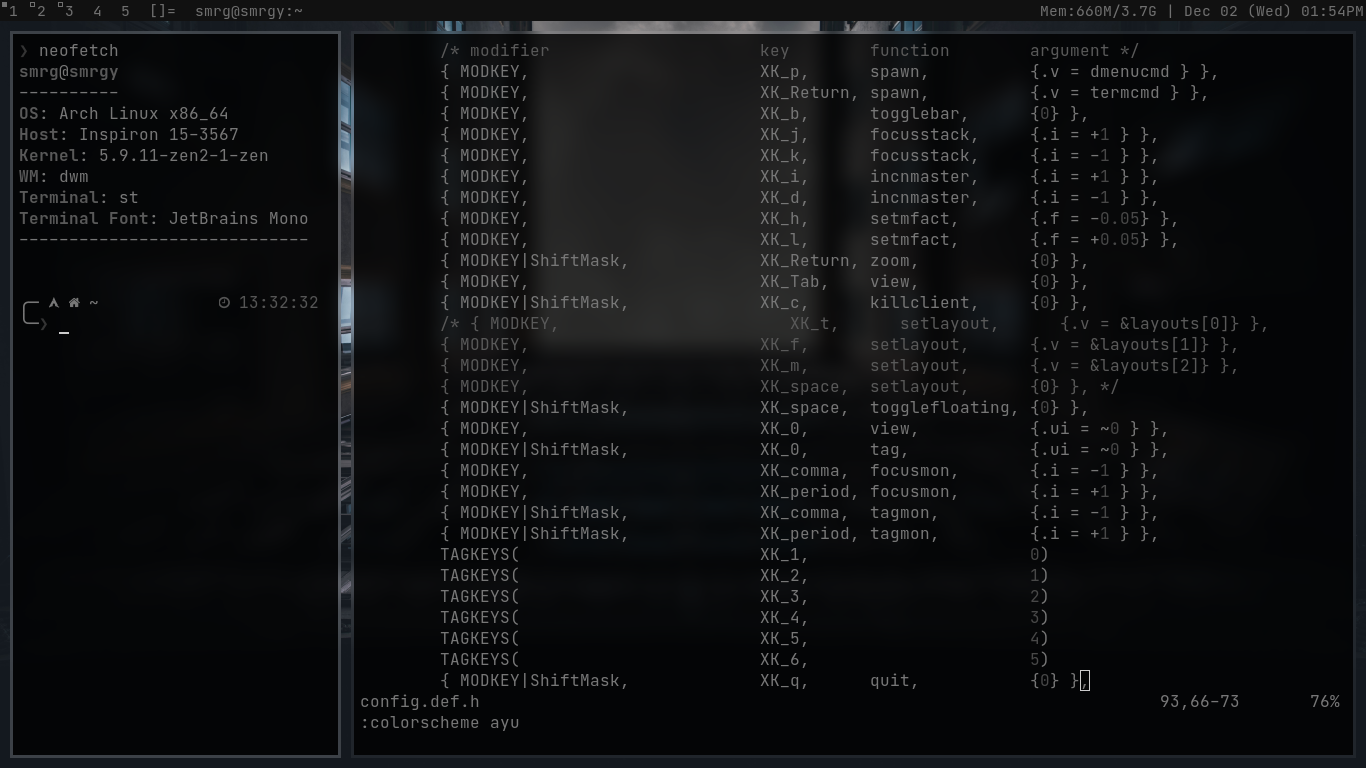 1 2 3 4 5 []= smrg@smrgy:~ Mem:660M/3.7G | Dec 02 (Wed) 01:54PM
❯ neofetch
smrg@smrgy
----------
OS: Arch Linux x86_64
Host: Inspiron 15-3567
Kernel: 5.9.11-zen2-1-zen
WM: dwm
Terminal: st
Terminal Font: JetBrains Mono
-----------------------------
~ 13:32:32
❯ _
/* modifier key function argument */
{ MODKEY, XK_p, spawn, {.v = dmenucmd } },
{ MODKEY, XK_Return, spawn, {.v = termcmd } },
{ MODKEY, XK_b, togglebar, {0} },
{ MODKEY, XK_j, focusstack, {.i = +1 } },
{ MODKEY, XK_k, focusstack, {.i = -1 } },
{ MODKEY, XK_i, incnmaster, {.i = +1 } },
{ MODKEY, XK_d, incnmaster, {.i = -1 } },
{ MODKEY, XK_h, setmfact, {.f = -0.05} },
{ MODKEY, XK_l, setmfact, {.f = +0.05} },
{ MODKEY|ShiftMask, XK_Return, zoom, {0} },
{ MODKEY, XK_Tab, view, {0} },
{ MODKEY|ShiftMask, XK_c, killclient, {0} },
/* { MODKEY, XK_t, setlayout, {.v = &layouts[0]} },
{ MODKEY, XK_f, setlayout, {.v = &layouts[1]} },
{ MODKEY, XK_m, setlayout, {.v = &layouts[2]} },
{ MODKEY, XK_space, setlayout, {0} }, */
{ MODKEY|ShiftMask, XK_space, togglefloating, {0} },
{ MODKEY, XK_0, view, {.ui = ~0 } },
{ MODKEY|ShiftMask, XK_0, tag, {.ui = ~0 } },
{ MODKEY, XK_comma, focusmon, {.i = -1 } },
{ MODKEY, XK_period, focusmon, {.i = +1 } },
{ MODKEY|ShiftMask, XK_comma, tagmon, {.i = -1 } },
{ MODKEY|ShiftMask, XK_period, tagmon, {.i = +1 } },
TAGKEYS( XK_1, 0)
TAGKEYS( XK_2, 1)
TAGKEYS( XK_3, 2)
TAGKEYS( XK_4, 3)
TAGKEYS( XK_5, 4)
TAGKEYS( XK_6, 5)
{ MODKEY|ShiftMask, XK_q, quit, {0} },
config.def.h 93,66-73 76%
:colorscheme ayu